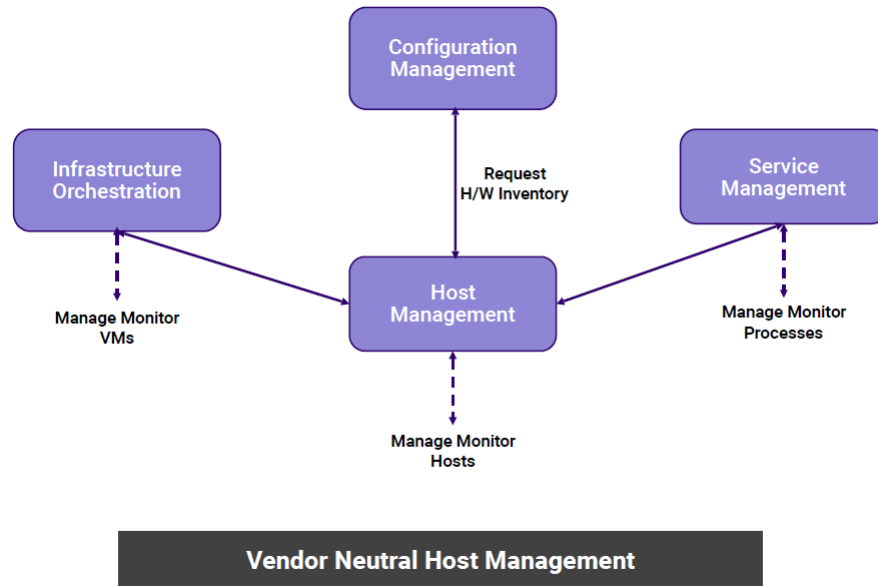 Configuration
Management
Infrastructure
Orchestration
Service
Management
Request
H/W Inventory
Host
Management
Manage Monitor
VMs
Manage Monitor
Processes
Manage Monitor
Hosts
Vendor Neutral Host Management